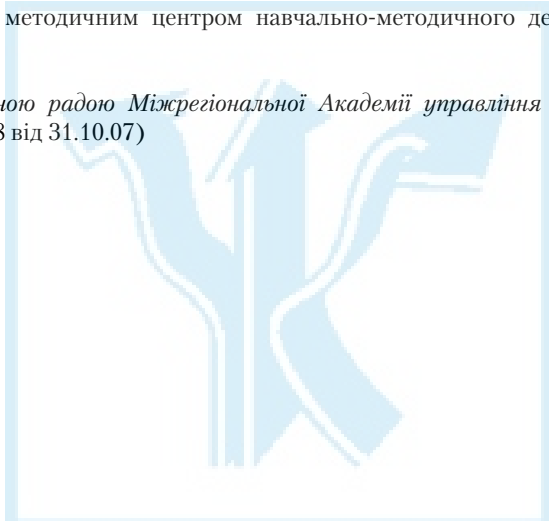 методичним центром навчально-методичного де
ною радою Міжрегіональної Академії управління
8 від 31.10.07)